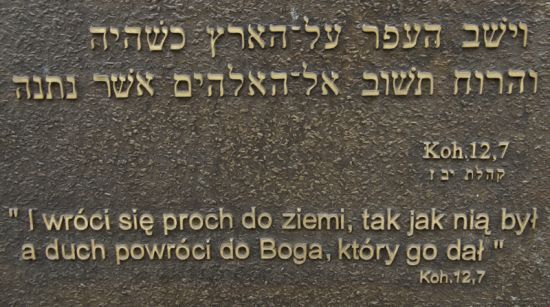 וישב העפר על־הארץ כשהיה
והרוח תשוב אל־האלהים אשר נתנה
Koh.12,7
קהלת יב ז
" I wróci się proch do ziemi, tak jak nią był
a duch powróci do Boga, który go dał "
Koh.12,7